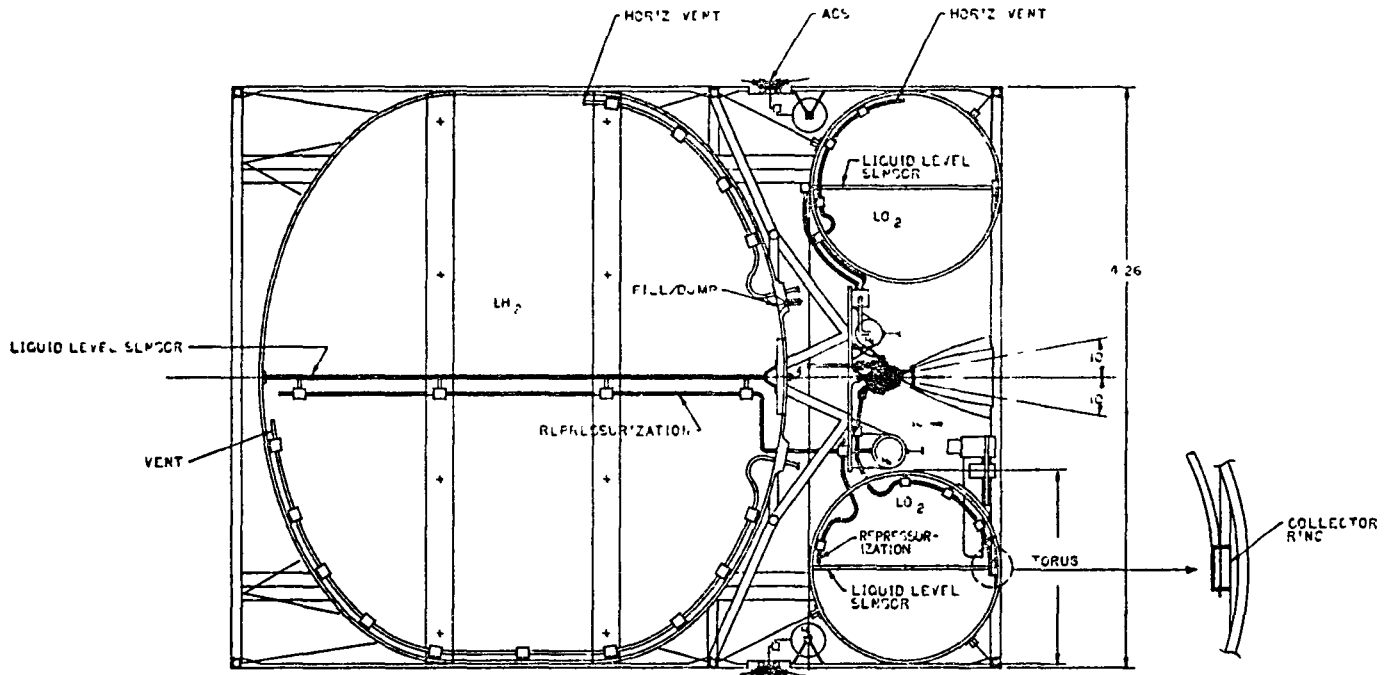 HORIZ VENT
ACS
HORIZ VENT
LIQUID LEVEL
SENSOR
LO2
4.26
LH2
FILL/DUMP
LIQUID LEVEL SENSOR
10
10
REPRESSURIZATION
VENT
LO2
COLLECTOR
RING
REPRESSUR-
IZATION
TORUS
LIQUID LEVEL
SENSOR